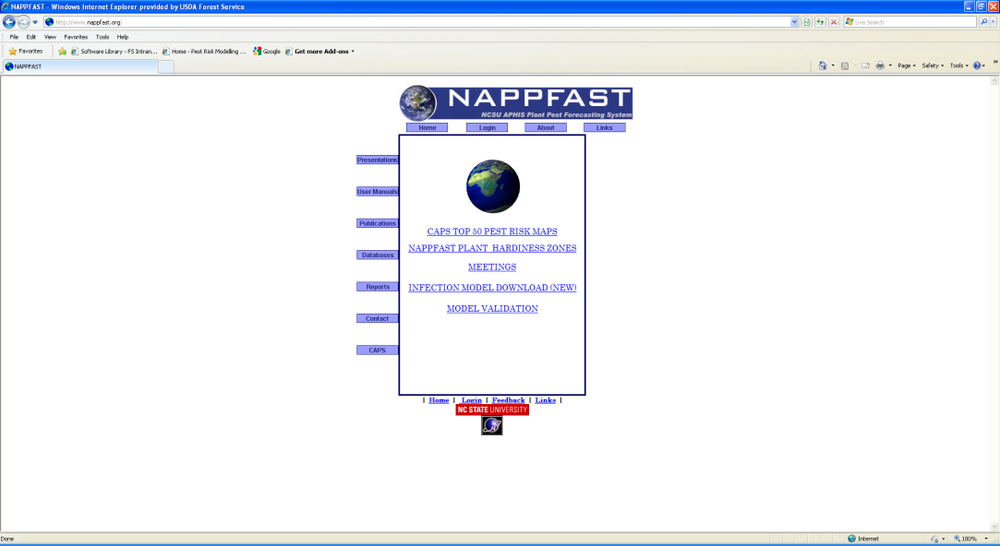 NAPPFAST - Windows Internet Explorer provided by USDA Forest Service
http://www.nappfast.org/
Live Search
File Edit View Favorites Tools Help
Favorites Software Library - FS Intran... Home - Pest Risk Modelling ... Google Get more Add-ons
NAPPFAST
Page Safety Tools
NAPPFAST
NCSU APHIS Plant Pest Forecasting System
Home Login About Links
Presentations
User Manuals
Publications
Databases
Reports
Contact
CAPS
CAPS TOP 50 PEST RISK MAPS
NAPPFAST PLANT HARDINESS ZONES
MEETINGS
INFECTION MODEL DOWNLOAD (NEW)
MODEL VALIDATION
| Home | Login | Feedback | Links |
NC STATE UNIVERSITY
Done
Internet
100%